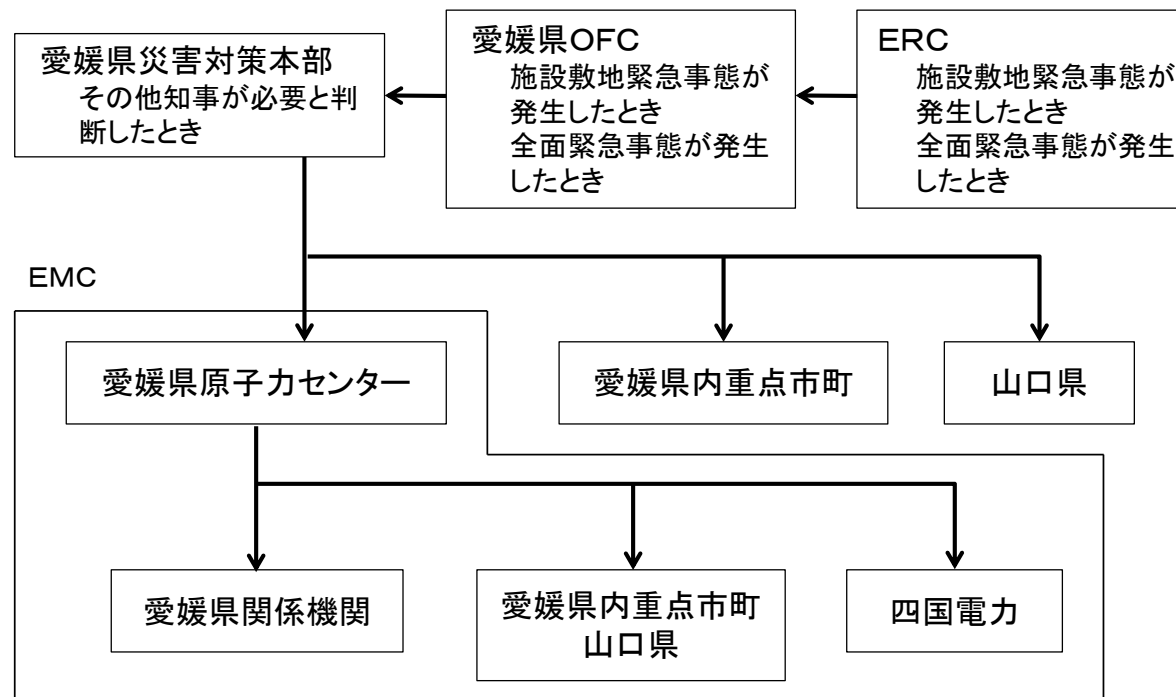 愛媛県災害対策本部
その他知事が必要と判
断したとき
愛媛県OFC
施設敷地緊急事態が
発生したとき
全面緊急事態が発生
したとき
ERC
施設敷地緊急事態が
発生したとき
全面緊急事態が発生
したとき
EMC
愛媛県原子力センター
愛媛県内重点市町
山口県
愛媛県関係機関
愛媛県内重点市町
山口県
四国電力